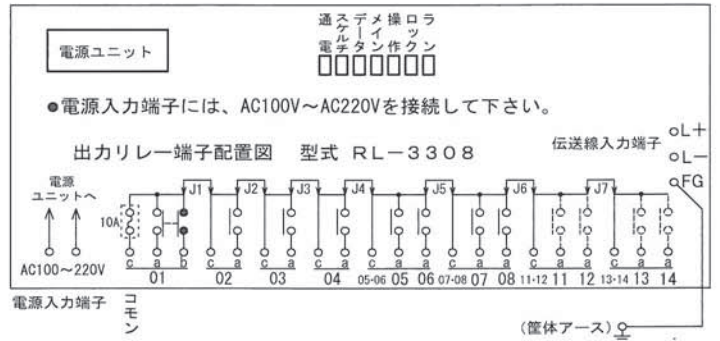 通電 スケルチ データ メイン 操作 ロック ラン
電源ユニット
●電源入力端子には、AC100V～AC220Vを接続して下さい。
L＋
伝送線入力端子
L－
出力リレー端子配置図　型式 RL－3308
FG
電源
ユニットへ
J1 J2 J3 J4 J5 J6 J7
10A
c a b c a c a c a c a a c a a c a a c a a
AC100～220V
01 02 03 04 05·06 05 06 07·08 07 08 11·12 11 12 13·14 13 14
電源入力端子
コモン
(筐体アース)